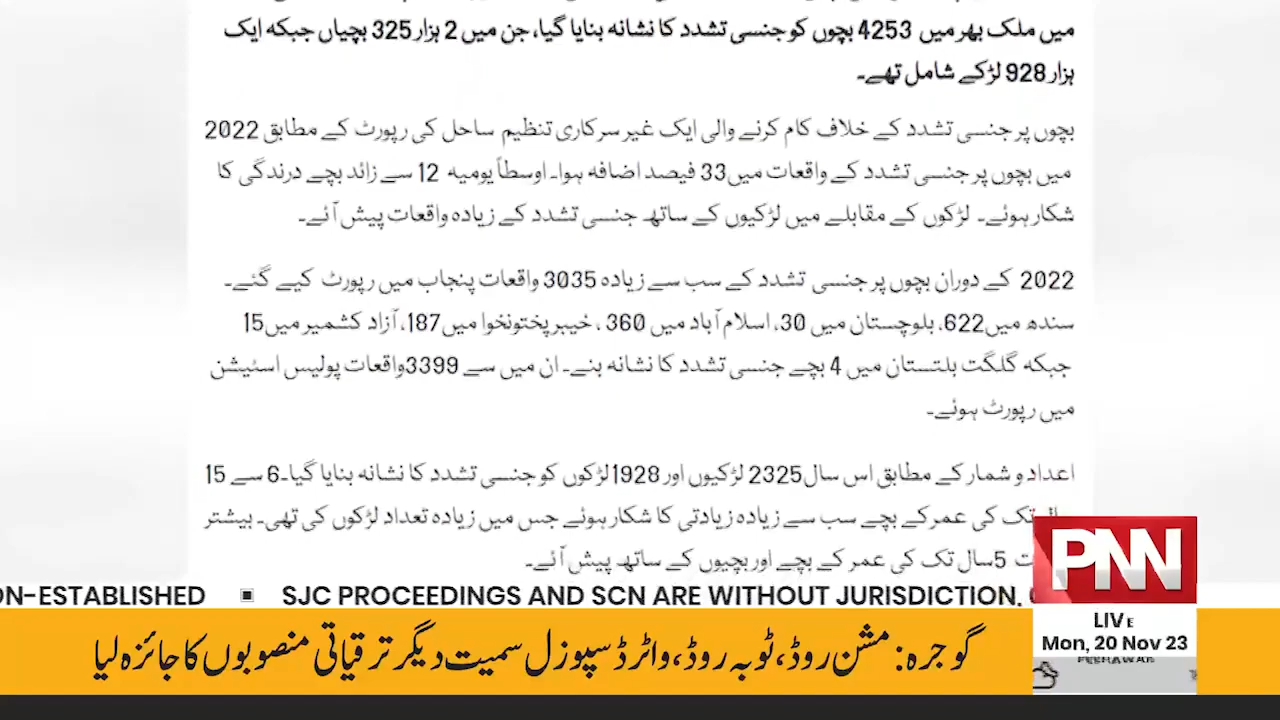 میں ملک بھر میں 4253 بچوں کو جنسی تشدد کا نشانہ بنایا گیا، جن میں 2 ہزار 325 بچیاں جبکہ ایک
ہزار 928 لڑکے شامل تھے۔
بچوں پر جنسی تشدد کے خلاف کام کرنے والی ایک غیر سرکاری تنظیم ساحل کی رپورٹ کے مطابق 2022
میں بچوں پر جنسی تشدد کے واقعات میں 33 فیصد اضافہ ہوا۔ اوسطاً یومیہ 12 سے زائد بچے درندگی کا
شکار ہوئے۔ لڑکوں کے مقابلے میں لڑکیوں کے ساتھ جنسی تشدد کے زیادہ واقعات پیش آئے۔
2022 کے دوران بچوں پر جنسی تشدد کے سب سے زیادہ 3035 واقعات پنجاب میں رپورٹ کیے گئے۔
سندھ میں 622، بلوچستان میں 30، اسلام آباد میں 360 ، خیبر پختونخوا میں 187، آزاد کشمیر میں 15
جبکہ گلگت بلتستان میں 4 بچے جنسی تشدد کا نشانہ بنے۔ ان میں سے 3399 واقعات پولیس اسٹیشن
میں رپورٹ ہوئے۔
اعداد و شمار کے مطابق اس سال 2325 لڑکیوں اور 1928 لڑکوں کو جنسی تشدد کا نشانہ بنایا گیا۔ 6 سے 15
تک کی عمر کے بچے سب سے زیادہ زیادتی کا شکار ہوئے جس میں زیادہ تعداد لڑکوں کی تھی۔ بیشتر
5 سال تک کی عمر کے بچے اور بچیوں کے ساتھ پیش آئے۔
PNN
ON-ESTABLISHED ▪ SJC PROCEEDINGS AND SCN ARE WITHOUT JURISDICTION,
LIVE
Mon, 20 Nov 23
گوجرہ: مشن روڈ، ٹوبہ روڈ، واٹر ڈسپوزل سمیت دیگر ترقیاتی منصوبوں کا جائزہ لیا
PESHAWAR